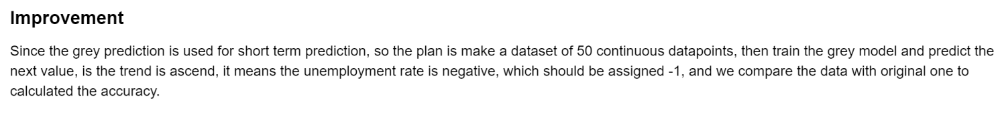 Improvement
Since the grey prediction is used for short term prediction, so the plan is make a dataset of 50 continuous datapoints, then train the grey model and predict the
next value, is the trend is ascend, it means the unemployment rate is negative, which should be assigned -1, and we compare the data with original one to
calculated the accuracy.